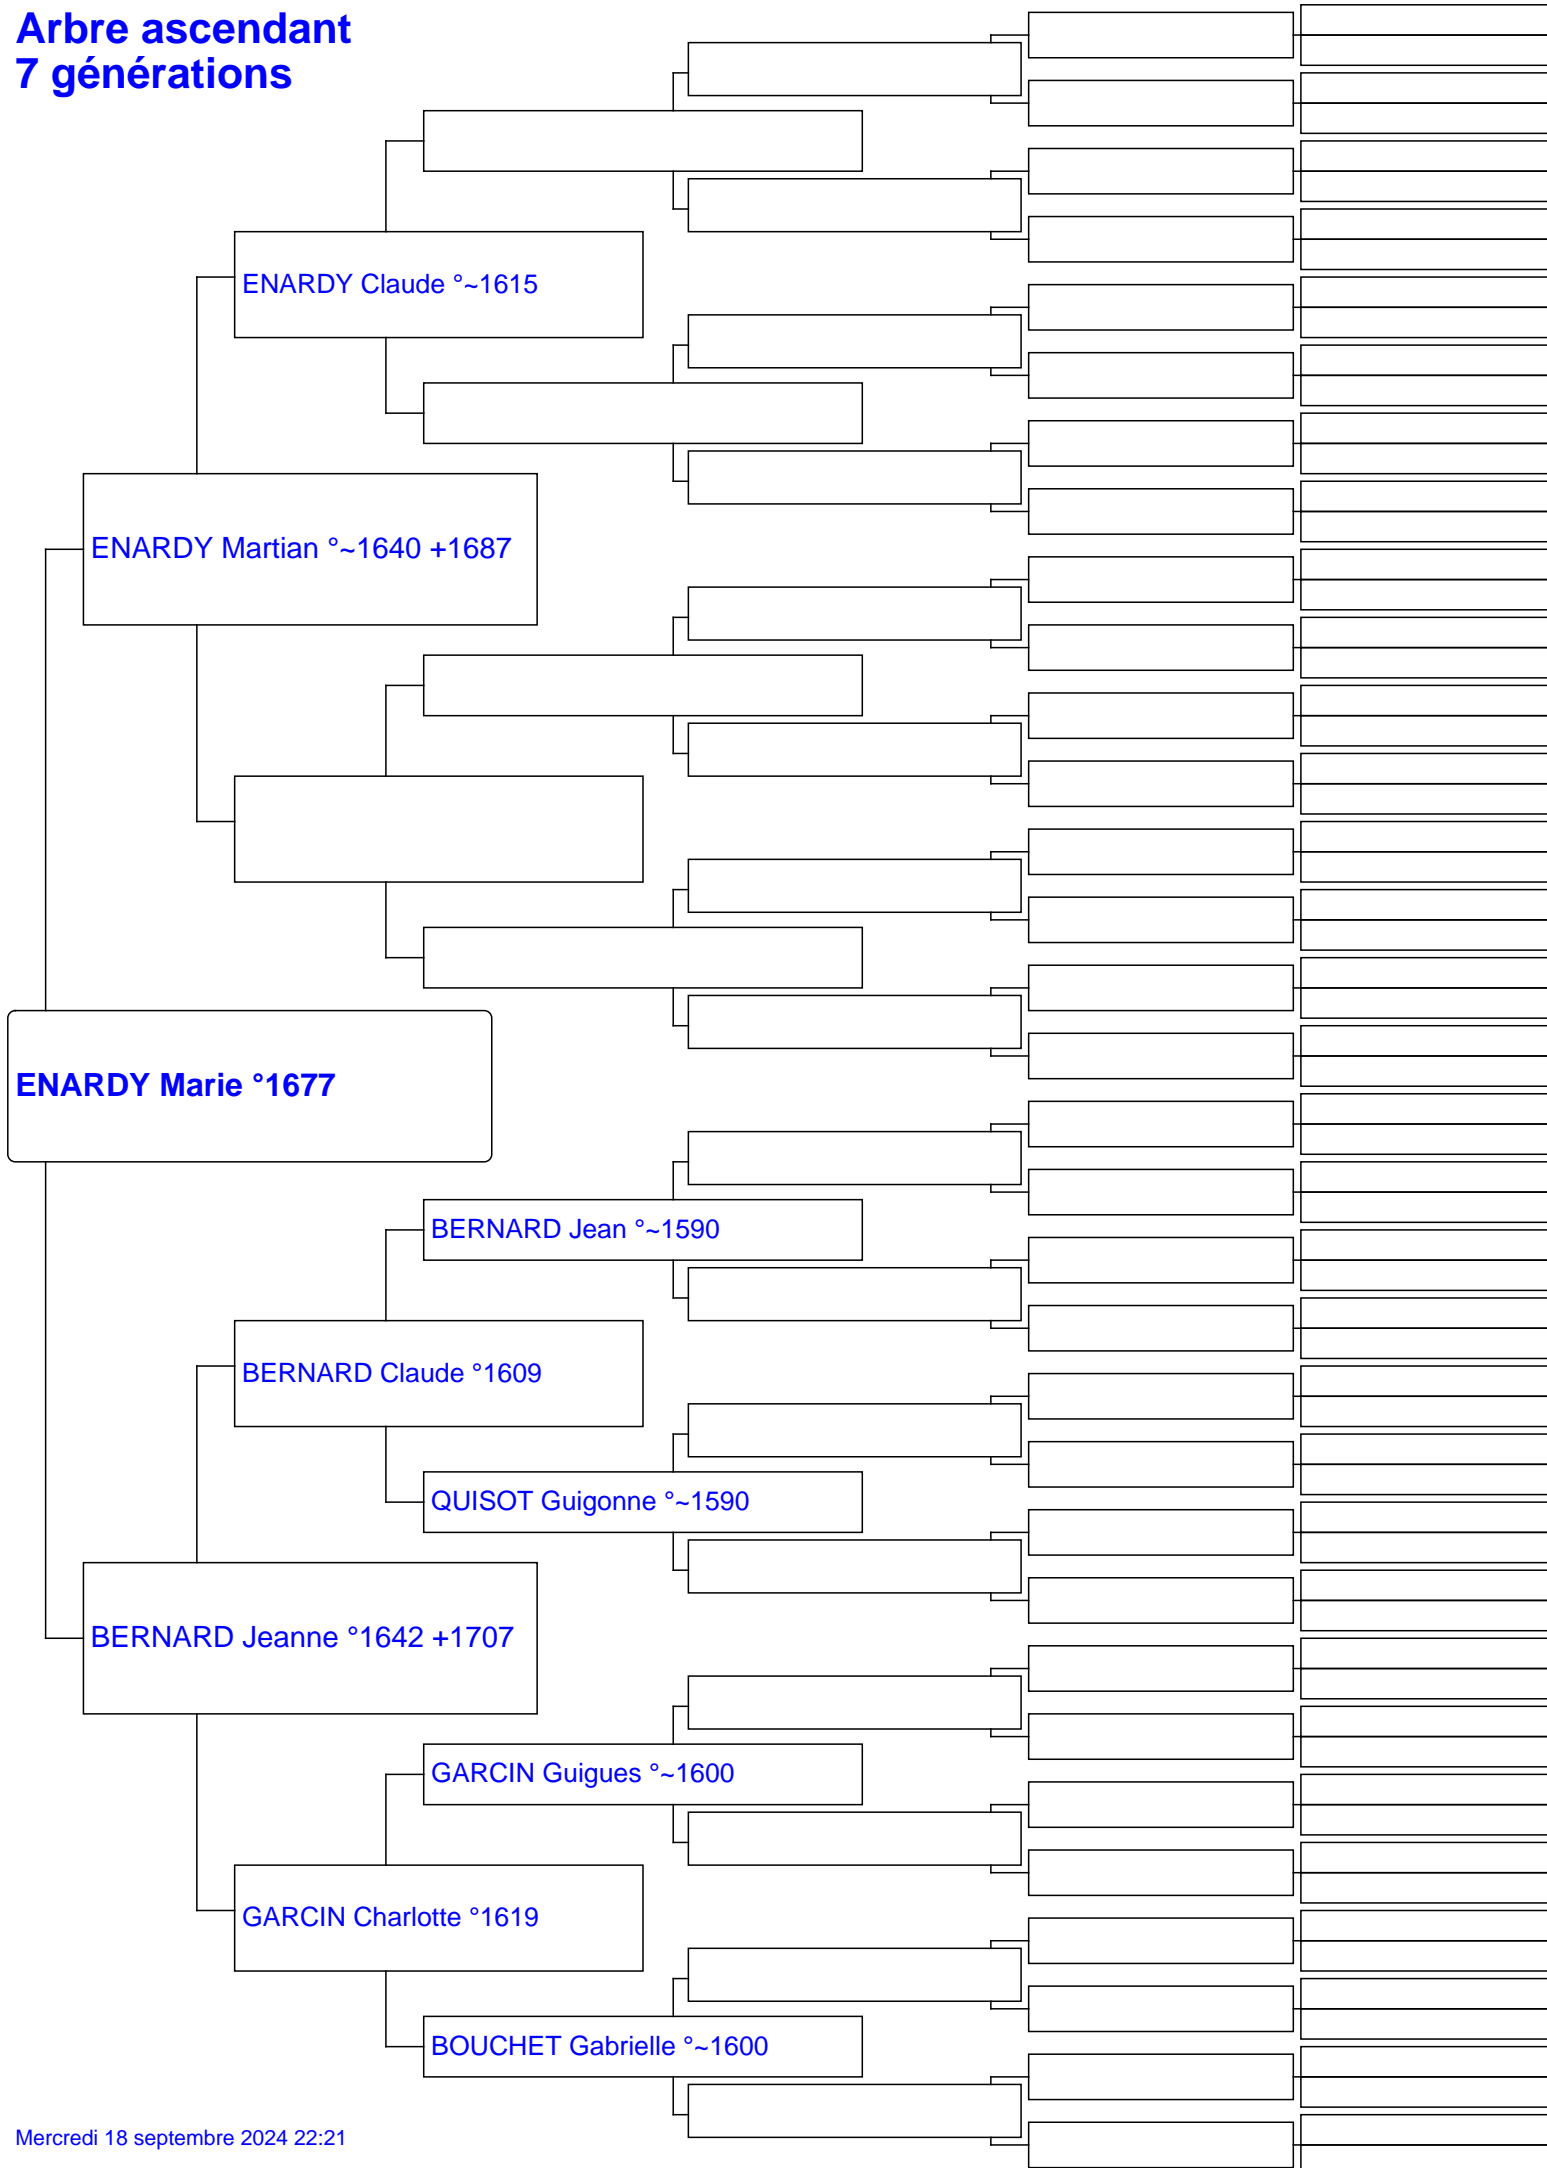 Arbre ascendant
7 générations
ENARDY Claude °~1615
ENARDY Martian °~1640 +1687
ENARDY Marie °1677
BERNARD Jean °~1590
BERNARD Claude °1609
QUISOT Guigonne °~1590
BERNARD Jeanne °1642 +1707
GARCIN Guigues °~1600
GARCIN Charlotte °1619
BOUCHET Gabrielle °~1600
Mercredi 18 septembre 2024 22:21